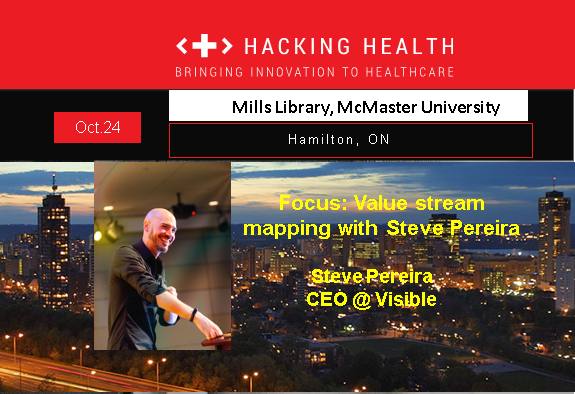 HACKING HEALTH
BRINGING INNOVATION TO HEALTHCARE
Mills Library, McMaster University
Oct.24
Hamilton, ON
Focus: Value stream
mapping with Steve Pereira
Steve Pereira
CEO @ Visible